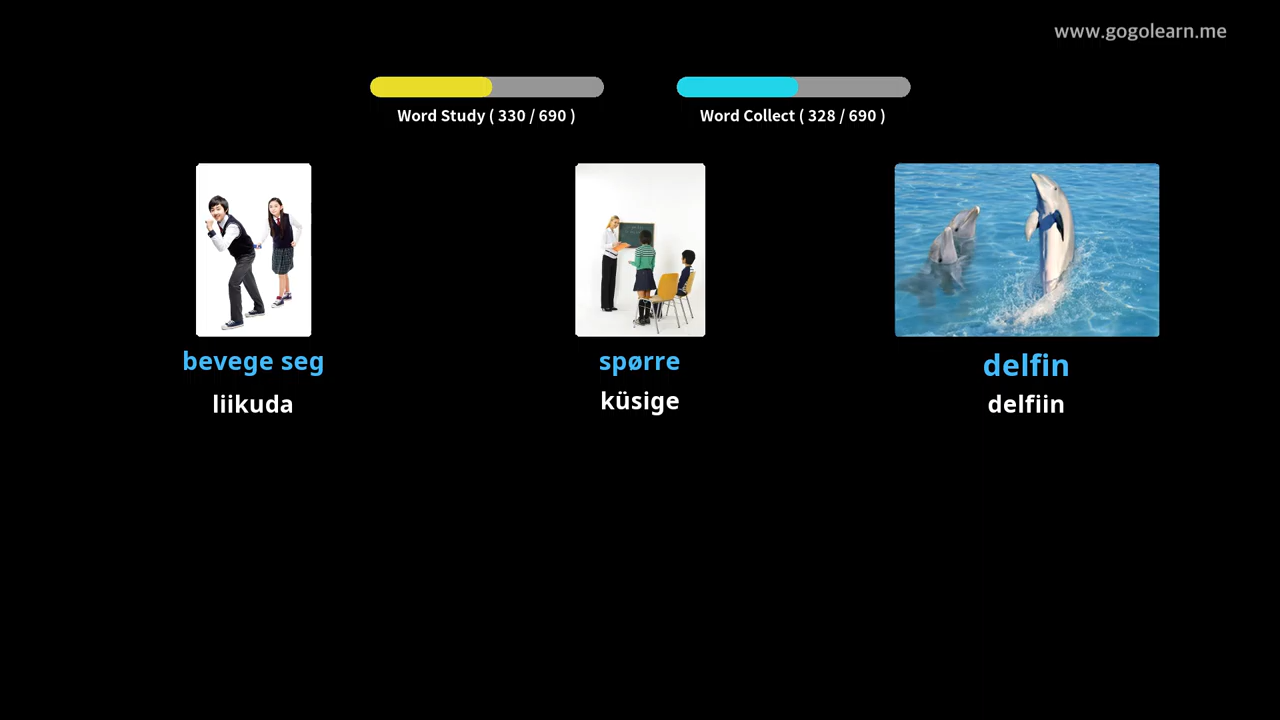 www.gogolearn.me
Word Study ( 330 / 690 )
Word Collect ( 328 / 690 )
bevege seg
liikuda
spørre
küsige
delfin
delfiin